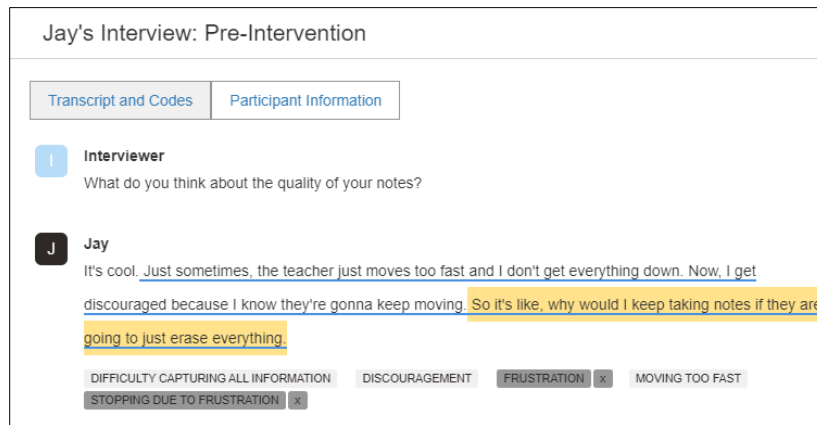 Jay's Interview: Pre-Intervention
Transcript and Codes Participant Information
I Interviewer
What do you think about the quality of your notes?
J Jay
It's cool. Just sometimes, the teacher just moves too fast and I don't get everything down. Now, I get
discouraged because I know they're gonna keep moving. So it's like, why would I keep taking notes if they are
going to just erase everything.
DIFFICULTY CAPTURING ALL INFORMATION DISCOURAGEMENT FRUSTRATION x MOVING TOO FAST
STOPPING DUE TO FRUSTRATION x